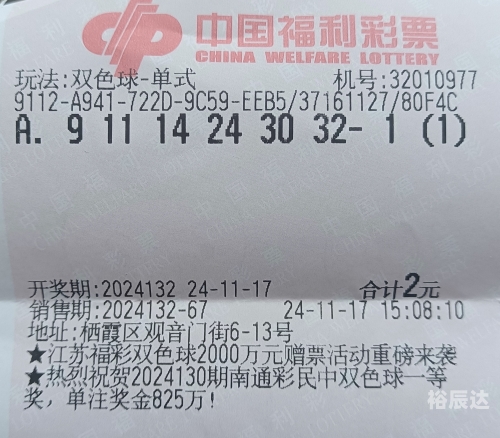 中国福利彩票
CHINA WELFARE LOTTERY
玩法:双色球-单式 机号:32010977
9112-A941-722D-9C59-EEB5/37161127/80F4C
A. 9 11 14 24 30 32- 1 (1)
开奖期:2024132 24-11-17 合计2元
销售期:2024132-67 24-11-17 15:08:10
地址:栖霞区观音门街6-13号
★江苏福彩双色球2000万元赠票活动重磅来袭
★热烈祝贺2024130期南通彩民中双色球一等
奖，单注奖金825万!
裕辰达